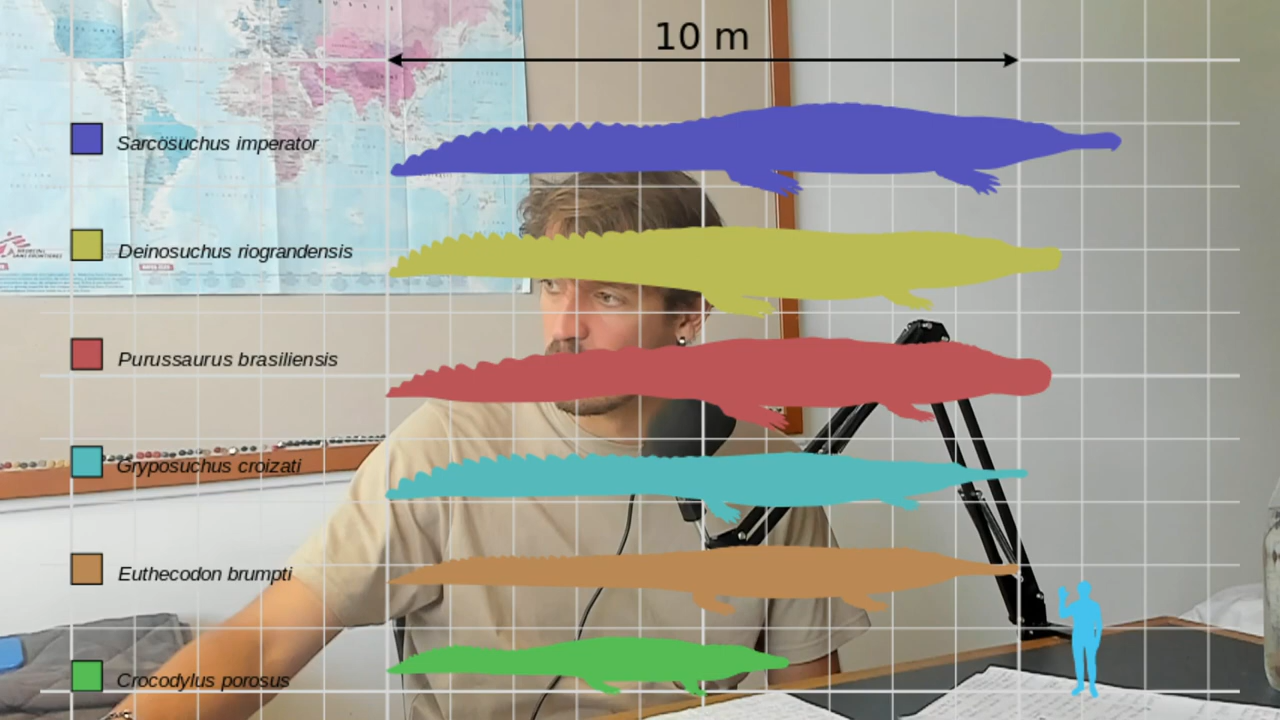 10 m
Sarcosuchus imperator
Deinosuchus riograndensis
Purussaurus brasiliensis
Gryposuchus croizati
Euthecodon brumpti
Crocodylus porosus